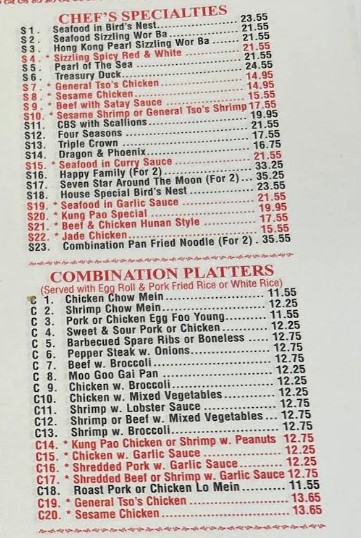 CHEF'S SPECIALTIES
S1. Seafood in Bird's Nest 23.55
S2. Seafood Sizzling Wor Ba 21.55
S3. Hong Kong Pearl Sizzling Wor Ba 21.55
S4. * Sizzling Spicy Red & White 21.55
S5. Pearl of The Sea 21.55
S6. Treasury Duck 24.55
S7. * General Tso's Chicken 14.95
S8. * Sesame Chicken 14.95
S9. * Beef with Satay Sauce 15.55
S10. * Sesame Shrimp or General Tso's Shrimp 17.55
S11. CBS with Scallions 19.95
S12. Four Seasons 21.55
S13. Triple Crown 17.55
S14. Dragon & Phoenix 16.75
S15. * Seafood in Curry Sauce 21.55
S16. Happy Family (For 2) 33.25
S17. Seven Star Around The Moon (For 2) 35.25
S18. House Special Bird's Nest 23.55
S19. * Seafood in Garlic Sauce 21.55
S20. * Kung Pao Special 19.95
S21. * Beef & Chicken Hunan Style 17.55
S22. * Jade Chicken 15.55
S23. Combination Pan Fried Noodle (For 2) 35.55
COMBINATION PLATTERS
(Served with Egg Roll & Pork Fried Rice or White Rice)
C 1. Chicken Chow Mein 11.55
C 2. Shrimp Chow Mein 12.25
C 3. Pork or Chicken Egg Foo Young 11.55
C 4. Sweet & Sour Pork or Chicken 12.25
C 5. Barbecued Spare Ribs or Boneless 12.75
C 6. Pepper Steak w. Onions 12.75
C 7. Beef w. Broccoli 12.75
C 8. Moo Goo Gai Pan 12.25
C 9. Chicken w. Broccoli 12.25
C10. Chicken w. Mixed Vegetables 12.25
C11. Shrimp w. Lobster Sauce 12.75
C12. Shrimp or Beef w. Mixed Vegetables 12.75
C13. Shrimp w. Broccoli 12.75
C14. * Kung Pao Chicken or Shrimp w. Peanuts 12.75
C15. * Chicken w. Garlic Sauce 12.25
C16. * Shredded Pork w. Garlic Sauce 12.25
C17. * Shredded Beef or Shrimp w. Garlic Sauce 12.75
C18. Roast Pork or Chicken Lo Mein 11.55
C19. * General Tso's Chicken 13.65
C20. * Sesame Chicken 13.65